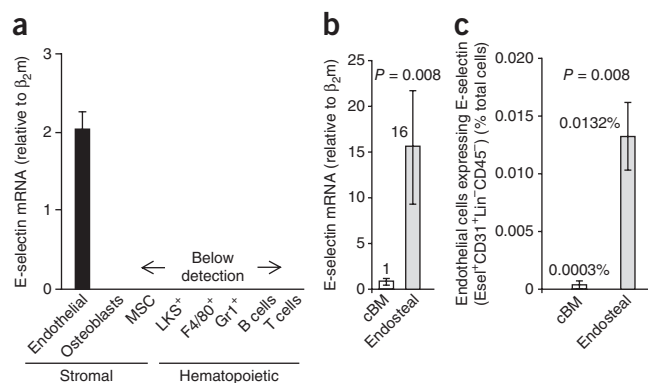 a
E-selectin mRNA (relative to β₂m)
3
2
1
0
Below
detection
Endothelial
Osteoblasts
MSC
LKS⁺
F4/80⁺
Gr1⁺
B cells
T cells
Stromal
Hematopoietic
b
E-selectin mRNA (relative to β₂m)
P = 0.008
25
20
15
10
5
0
1
16
cBM
Endosteal
c
Endothelial cells expressing E-selectin
(Esel⁺CD31⁺Lin⁻CD45⁻) (% total cells)
P = 0.008
0.020
0.015
0.010
0.005
0.000
0.0003%
0.0132%
cBM
Endosteal